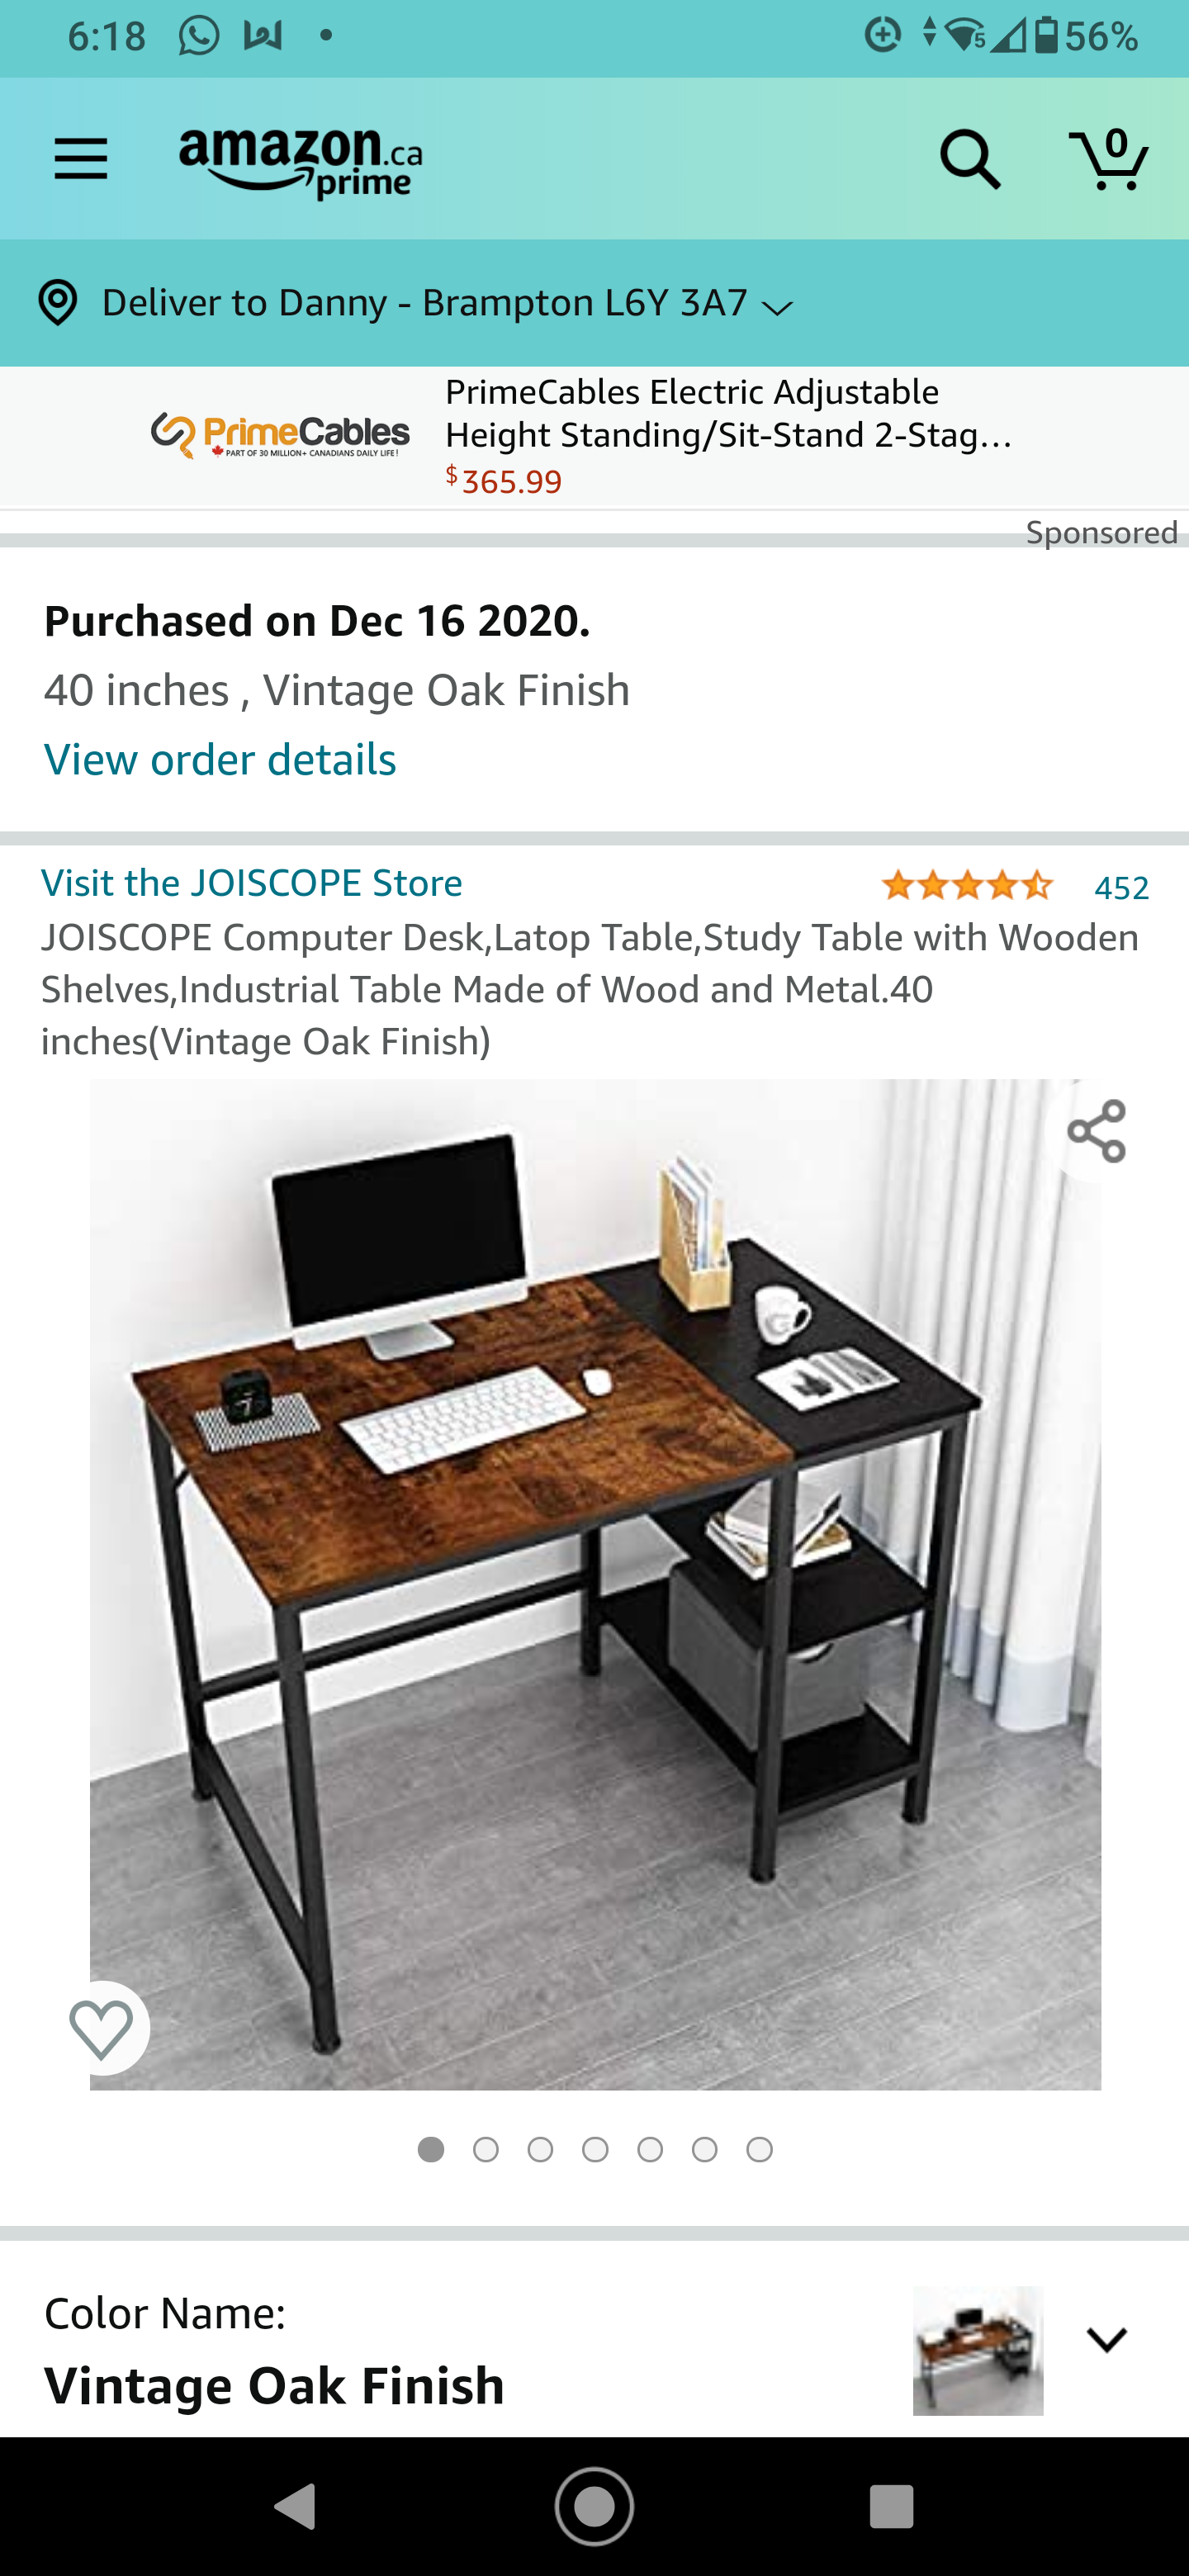 6:18
5
56%
amazon.ca
prime
0
Deliver to Danny - Brampton L6Y 3A7
PrimeCables
PART OF 30 MILLION+ CANADIANS DAILY LIFE!
PrimeCables Electric Adjustable
Height Standing/Sit-Stand 2-Stag...
$365.99
Sponsored
Purchased on Dec 16 2020.
40 inches , Vintage Oak Finish
View order details
Visit the JOISCOPE Store
452
JOISCOPE Computer Desk,Latop Table,Study Table with Wooden
Shelves,Industrial Table Made of Wood and Metal.40
inches(Vintage Oak Finish)
Color Name:
Vintage Oak Finish